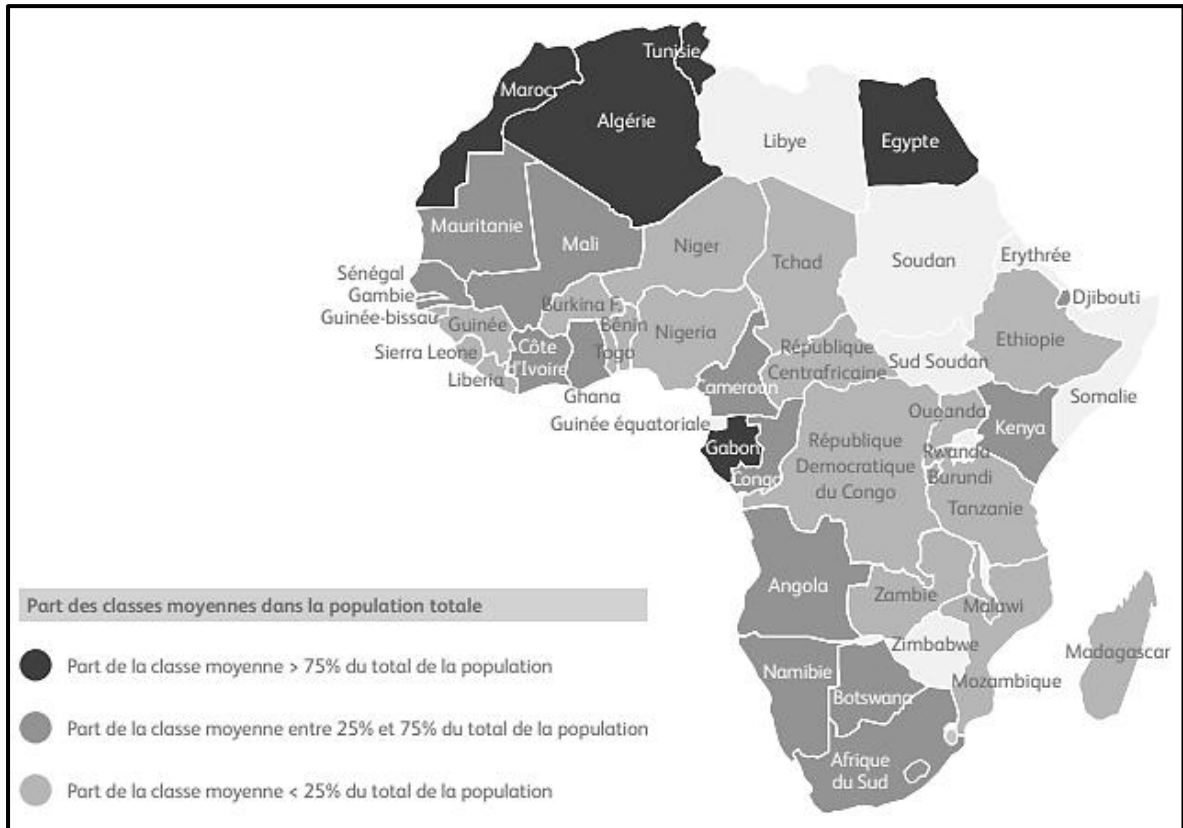 Tunisie
Maroc
Algérie
Libye
Egypte
Mauritanie
Mali
Niger
Tchad
Soudan
Erythrée
Sénégal
Gambie
Guinée-bissau
Djibouti
Burkina F.
Guinée
Bénin
Nigeria
Ethiopie
Côte
d'Ivoire
Togo
République
Centrafricaine
Sud Soudan
Sierra Leone
Liberia
Ghana
Cameroun
Somalie
Guinée équatoriale
Ouganda
Kenya
Gabon
République
Democratique
du Congo
Rwanda
Congo
Burundi
Tanzanie
Angola
Zambie
Malawi
Zimbabwe
Madagascar
Namibie
Mozambique
Botswana
Afrique
du Sud
Part des classes moyennes dans la population totale
Part de la classe moyenne > 75% du total de la population
Part de la classe moyenne entre 25% et 75% du total de la population
Part de la classe moyenne < 25% du total de la population